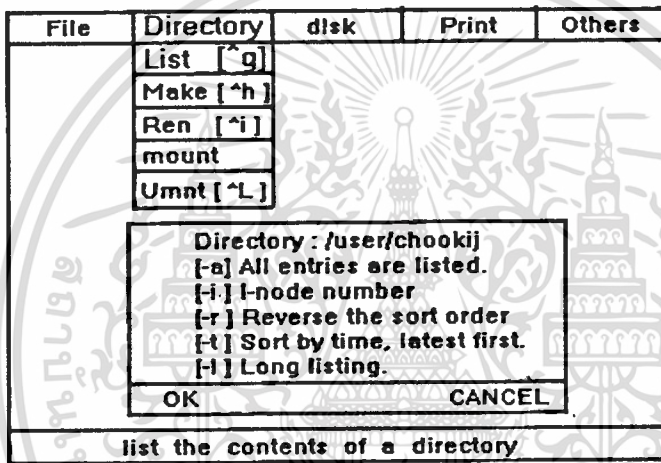 File Directory disk Print Others
List [^g]
Make [^h]
Ren [^i]
mount
Umnt [^L]
Directory : /user/chookij
[-a] All entries are listed.
[-i] I-node number
[-r] Reverse the sort order
[-t] Sort by time, latest first.
[-l] Long listing.
OK CANCEL
list the contents of a directory